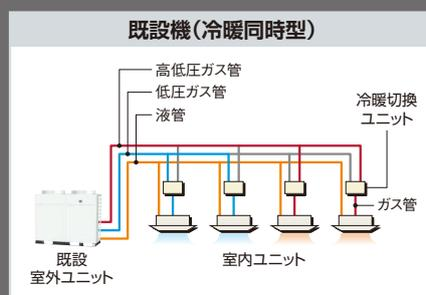 既設機（冷暖同時型）
高低圧ガス管
低圧ガス管
液管
冷暖切換
ユニット
ガス管
既設
室外ユニット
室内ユニット